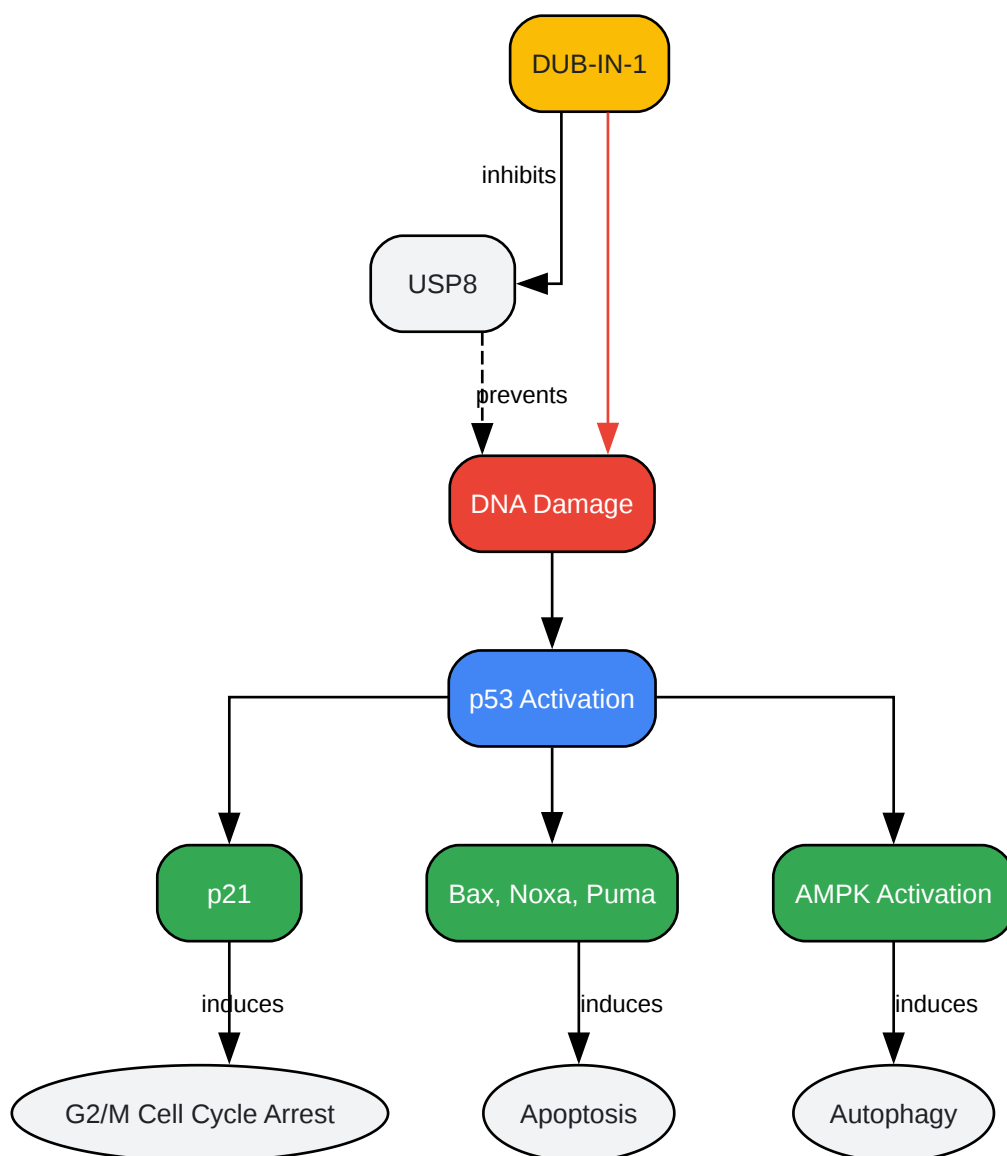 DUB-IN-1
inhibits
USP8
prevents
DNA Damage
p53 Activation
p21
Bax, Noxa, Puma
AMPK Activation
induces
induces
induces
G2/M Cell Cycle Arrest
Apoptosis
Autophagy